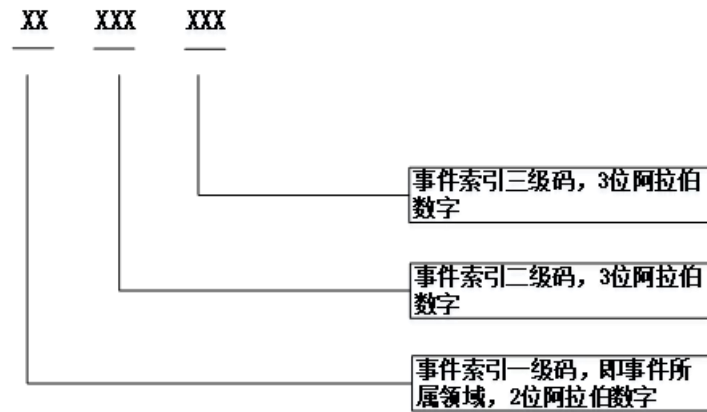 XX XXX XXX
事件索引三级码，3位阿拉伯
数字
事件索引二级码，3位阿拉伯
数字
事件索引一级码，即事件所
属领域，2位阿拉伯数字